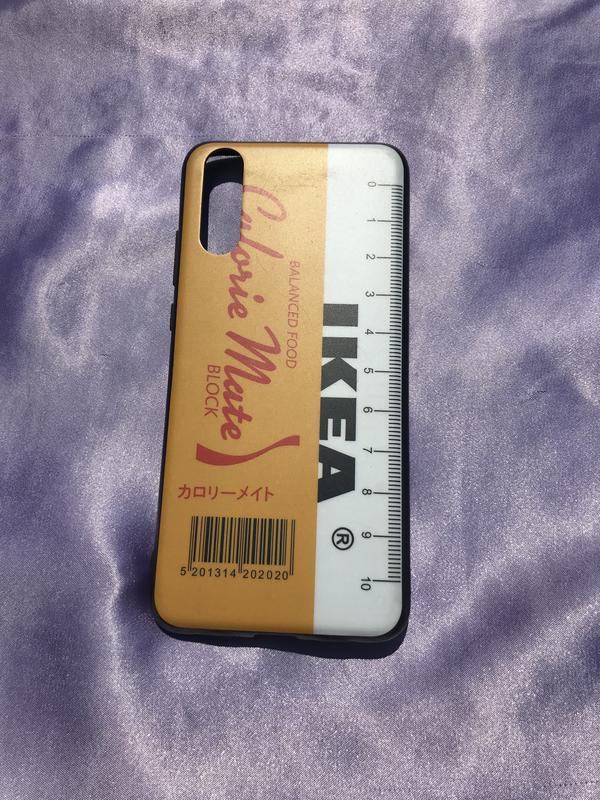 Calorie Mate
BALANCED FOOD
BLOCK
カロリーメイト
5 201314 202020
IKEA®
0 1 2 3 4 5 6 7 8 9 10